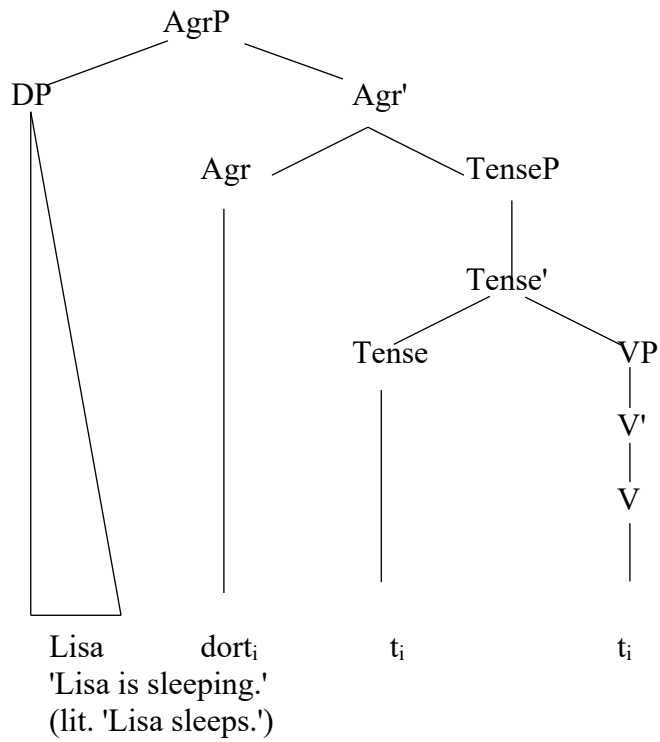 AgrP
DP Agr'
Agr TenseP
Tense'
Tense VP
V'
V
Lisa dortᵢ tᵢ tᵢ
'Lisa is sleeping.'
(lit. 'Lisa sleeps.')